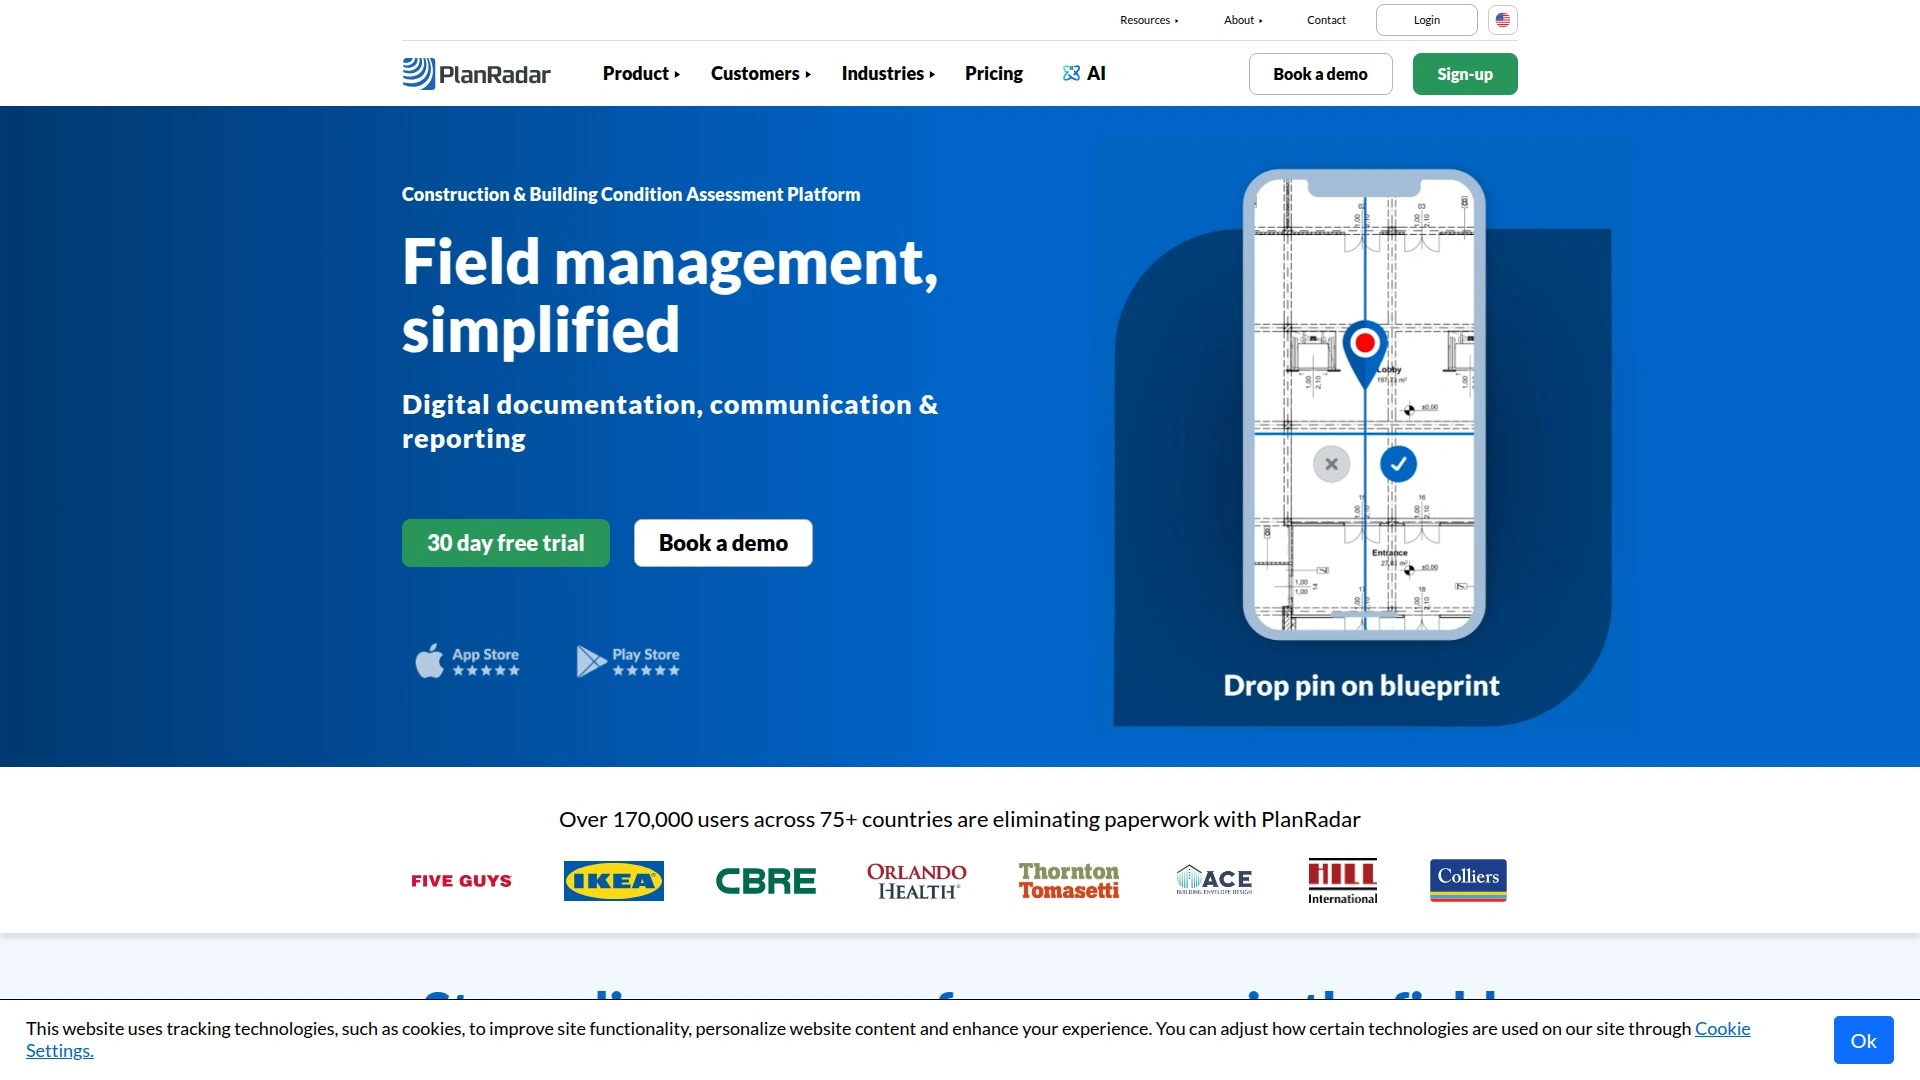 Resources
About
Contact
Login
PlanRadar
Product
Customers
Industries
Pricing
AI
Book a demo
Sign-up
Construction & Building Condition Assessment Platform
Field management,
simplified
Digital documentation, communication &
reporting
30 day free trial
Book a demo
App Store
Play Store
Lobby
Entrance
Drop pin on blueprint
Over 170,000 users across 75+ countries are eliminating paperwork with PlanRadar
FIVE GUYS
IKEA
CBRE
ORLANDO
HEALTH
Thornton
Tomasetti
ACE
BUILDING ENVELOPE DESIGN
HILL
International
Colliers
This website uses tracking technologies, such as cookies, to improve site functionality, personalize website content and enhance your experience. You can adjust how certain technologies are used on our site through Cookie
Settings.
Ok